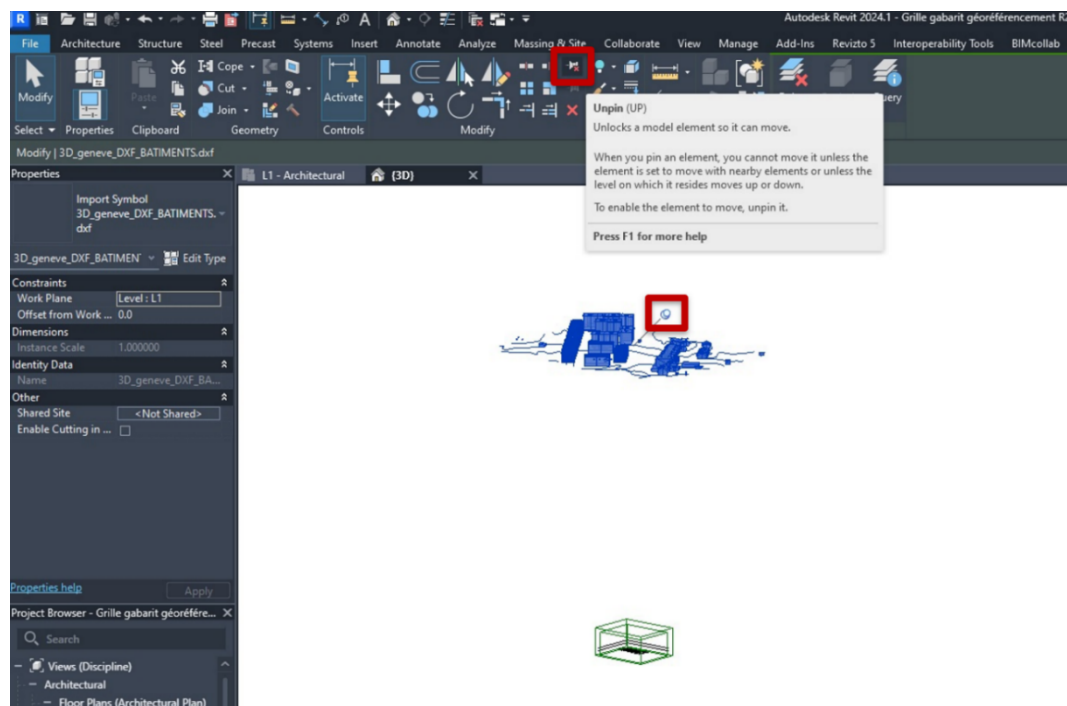 Autodesk Revit 2024.1 - Grille gabarit géoréférencement R2
File Architecture Structure Steel Precast Systems Insert Annotate Analyze Massing & Site Collaborate View Manage Add-Ins Revizto 5 Interoperability Tools BIMcollab
Modify
Paste
Cope
Cut
Join
Activate
Select Properties Clipboard Geometry Controls Modify
Modify | 3D_geneve_DXF_BATIMENTS.dxf
Properties
L1 - Architectural
{3D}
Unpin (UP)
Unlocks a model element so it can move.
When you pin an element, you cannot move it unless the
element is set to move with nearby elements or unless the
level on which it resides moves up or down.
To enable the element to move, unpin it.
Press F1 for more help
Import Symbol
3D_geneve_DXF_BATIMENTS.
dxf
3D_geneve_DXF_BATIMEN
Edit Type
Constraints
Work Plane Level : L1
Offset from Work ... 0.0
Dimensions
Instance Scale 1.000000
Identity Data
Name 3D_geneve_DXF_BA...
Other
Shared Site <Not Shared>
Enable Cutting in ...
Properties help
Apply
Project Browser - Grille gabarit géoréfére...
Search
Views (Discipline)
Architectural
Floor Plans (Architectural Plan)